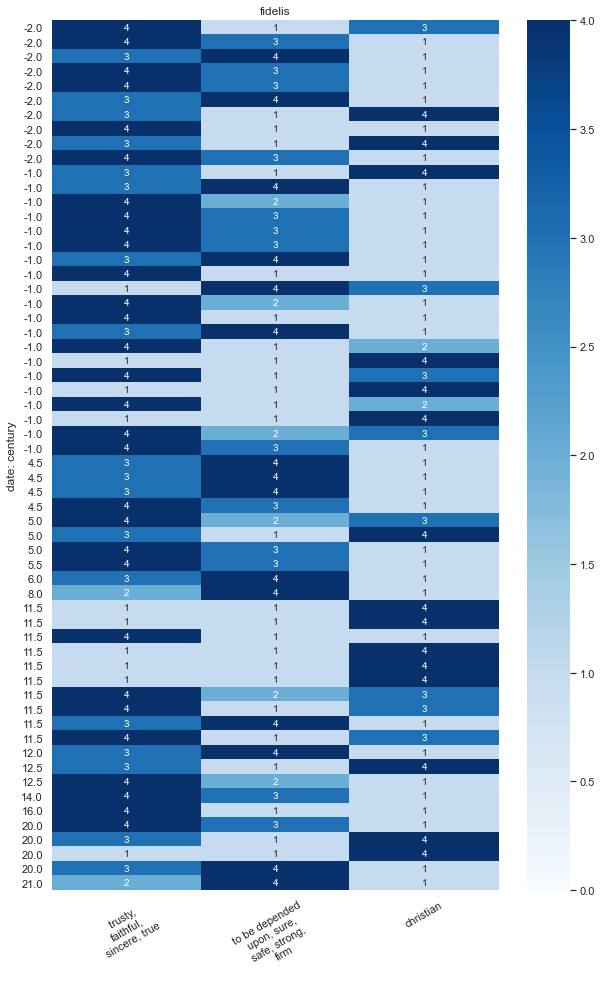 fidelis
-2.0 4 1 3 4.0
-2.0 4 3 1
-2.0 3 4 1
-2.0 4 3 1
-2.0 4 3 1
-2.0 3 4 1
-2.0 3 1 4
-2.0 4 1 1 3.5
-2.0 3 1 4
-2.0 4 3 1
-1.0 3 1 4
-1.0 3 4 1
-1.0 4 2 1
-1.0 4 3 1
-1.0 4 3 1 3.0
-1.0 4 3 1
-1.0 3 4 1
-1.0 4 1 1
-1.0 1 4 3
-1.0 4 2 1
-1.0 4 1 1
-1.0 3 4 1
-1.0 4 1 2 2.5
-1.0 1 1 4
-1.0 4 1 3
-1.0 1 1 4
-1.0 4 1 2
-1.0 1 1 4
-1.0 4 2 3
-1.0 4 3 1
date: century
2.0
4.5 3 4 1
4.5 3 4 1
4.5 3 4 1
4.5 4 3 1
5.0 4 2 3
5.0 3 1 4
5.0 4 3 1
5.5 4 3 1 1.5
6.0 3 4 1
8.0 2 4 1
11.5 1 1 4
11.5 1 1 4
11.5 4 1 1
11.5 1 1 4
11.5 1 1 4 1.0
11.5 1 1 4
11.5 4 2 3
11.5 4 1 3
11.5 3 4 1
11.5 4 1 3
12.0 3 4 1
12.5 3 1 4
12.5 4 2 1 0.5
14.0 4 3 1
16.0 4 1 1
20.0 4 3 1
20.0 3 1 4
20.0 1 1 4
20.0 3 4 1
21.0 2 4 1
0.0
trusty,
faithful,
sincere, true
to be depended
upon, sure,
safe, strong,
firm
christian